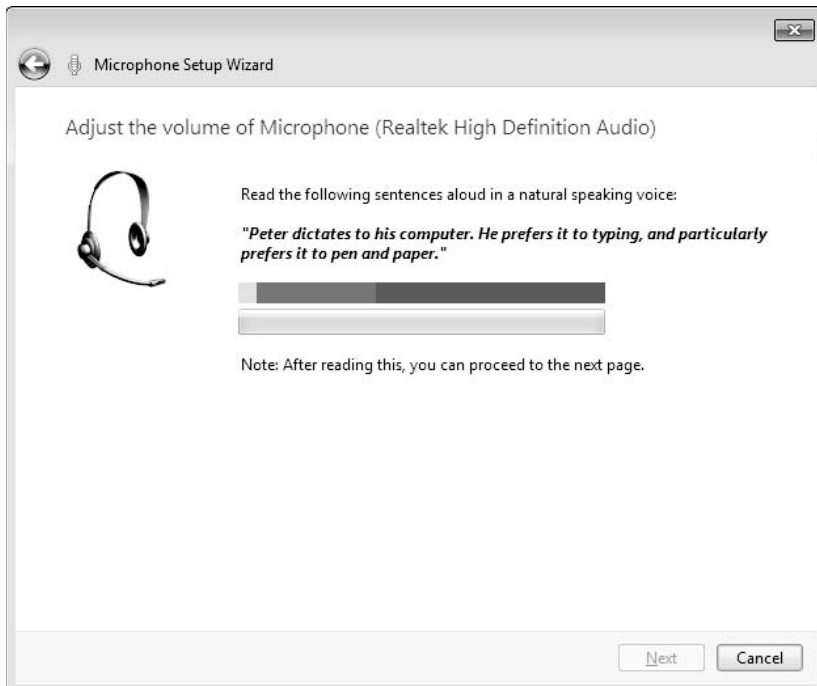 Microphone Setup Wizard
Adjust the volume of Microphone (Realtek High Definition Audio)
Read the following sentences aloud in a natural speaking voice:
"Peter dictates to his computer. He prefers it to typing, and particularly
prefers it to pen and paper."
Note: After reading this, you can proceed to the next page.
Next Cancel